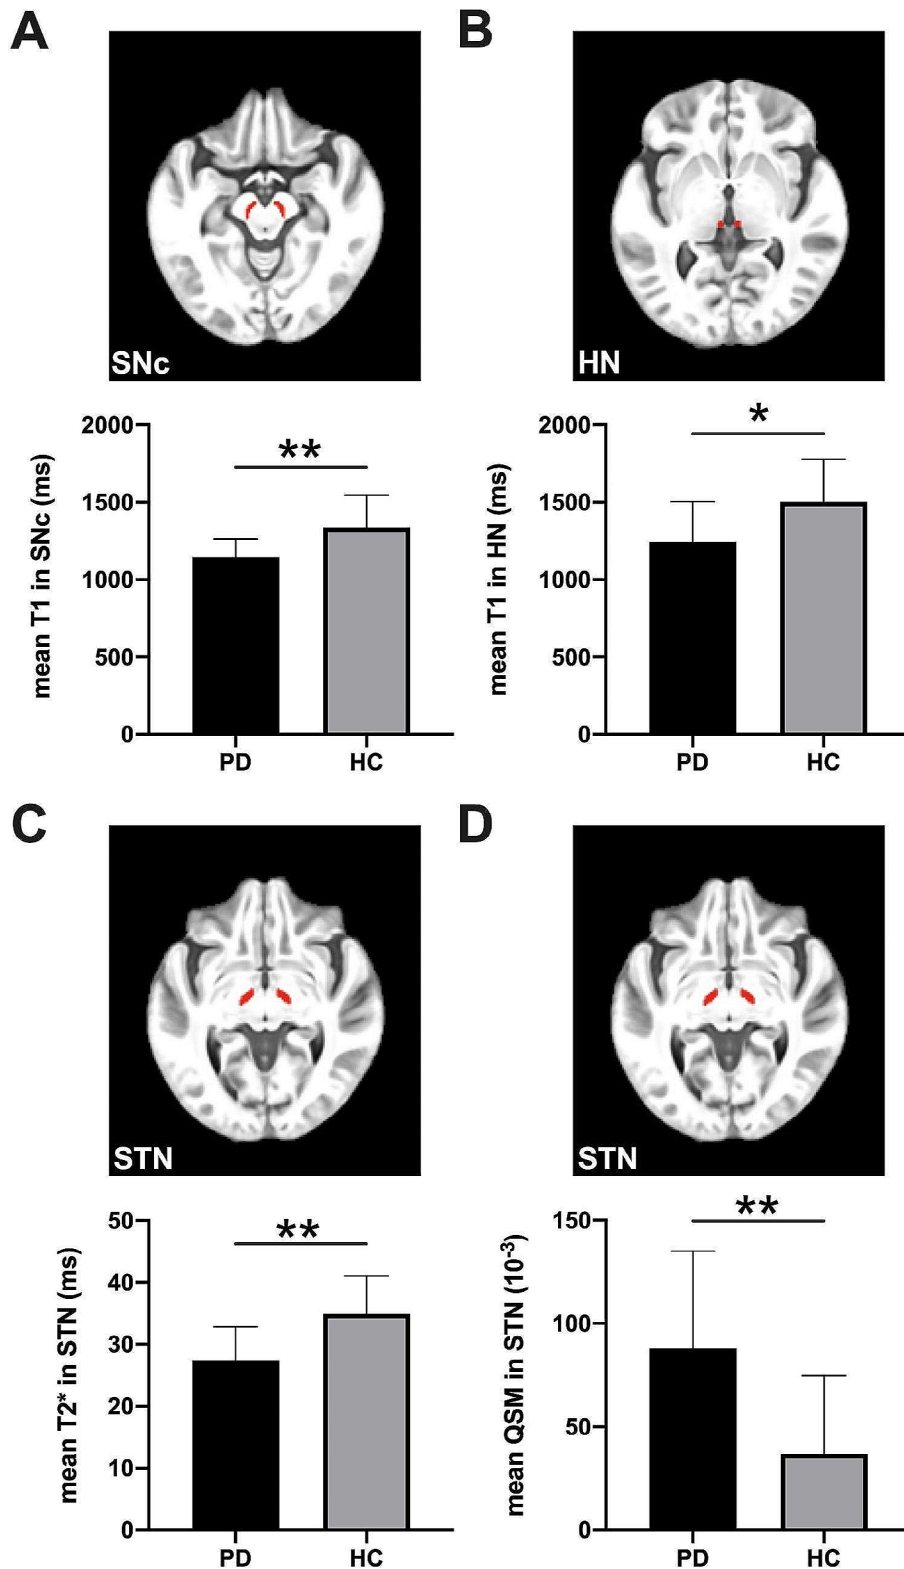 A
B
SNc
HN
2000
1500
1000
500
0
mean T1 in SNc (ms)
**
PD
HC
2000
1500
1000
500
0
mean T1 in HN (ms)
*
PD
HC
C
D
STN
STN
50
40
30
20
10
0
mean T2* in STN (ms)
**
PD
HC
150
100
50
0
mean QSM in STN (10⁻³)
**
PD
HC